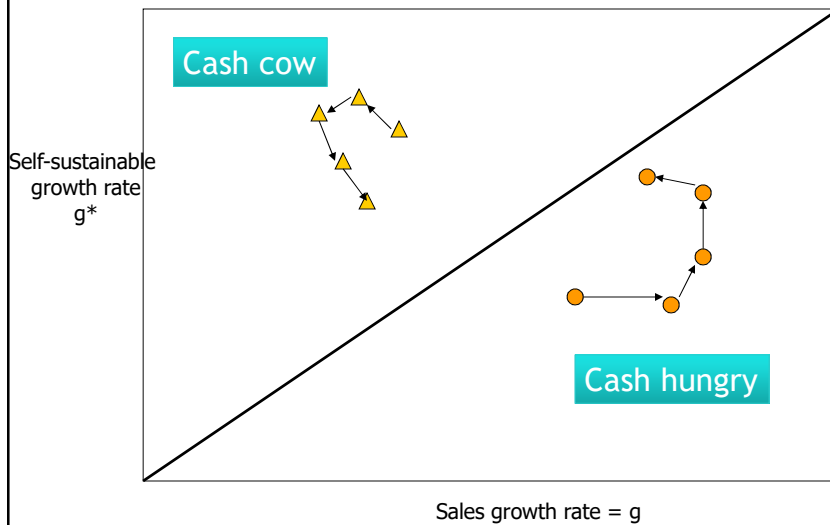 Cash cow
Self-sustainable
growth rate
g*
Cash hungry
Sales growth rate = g